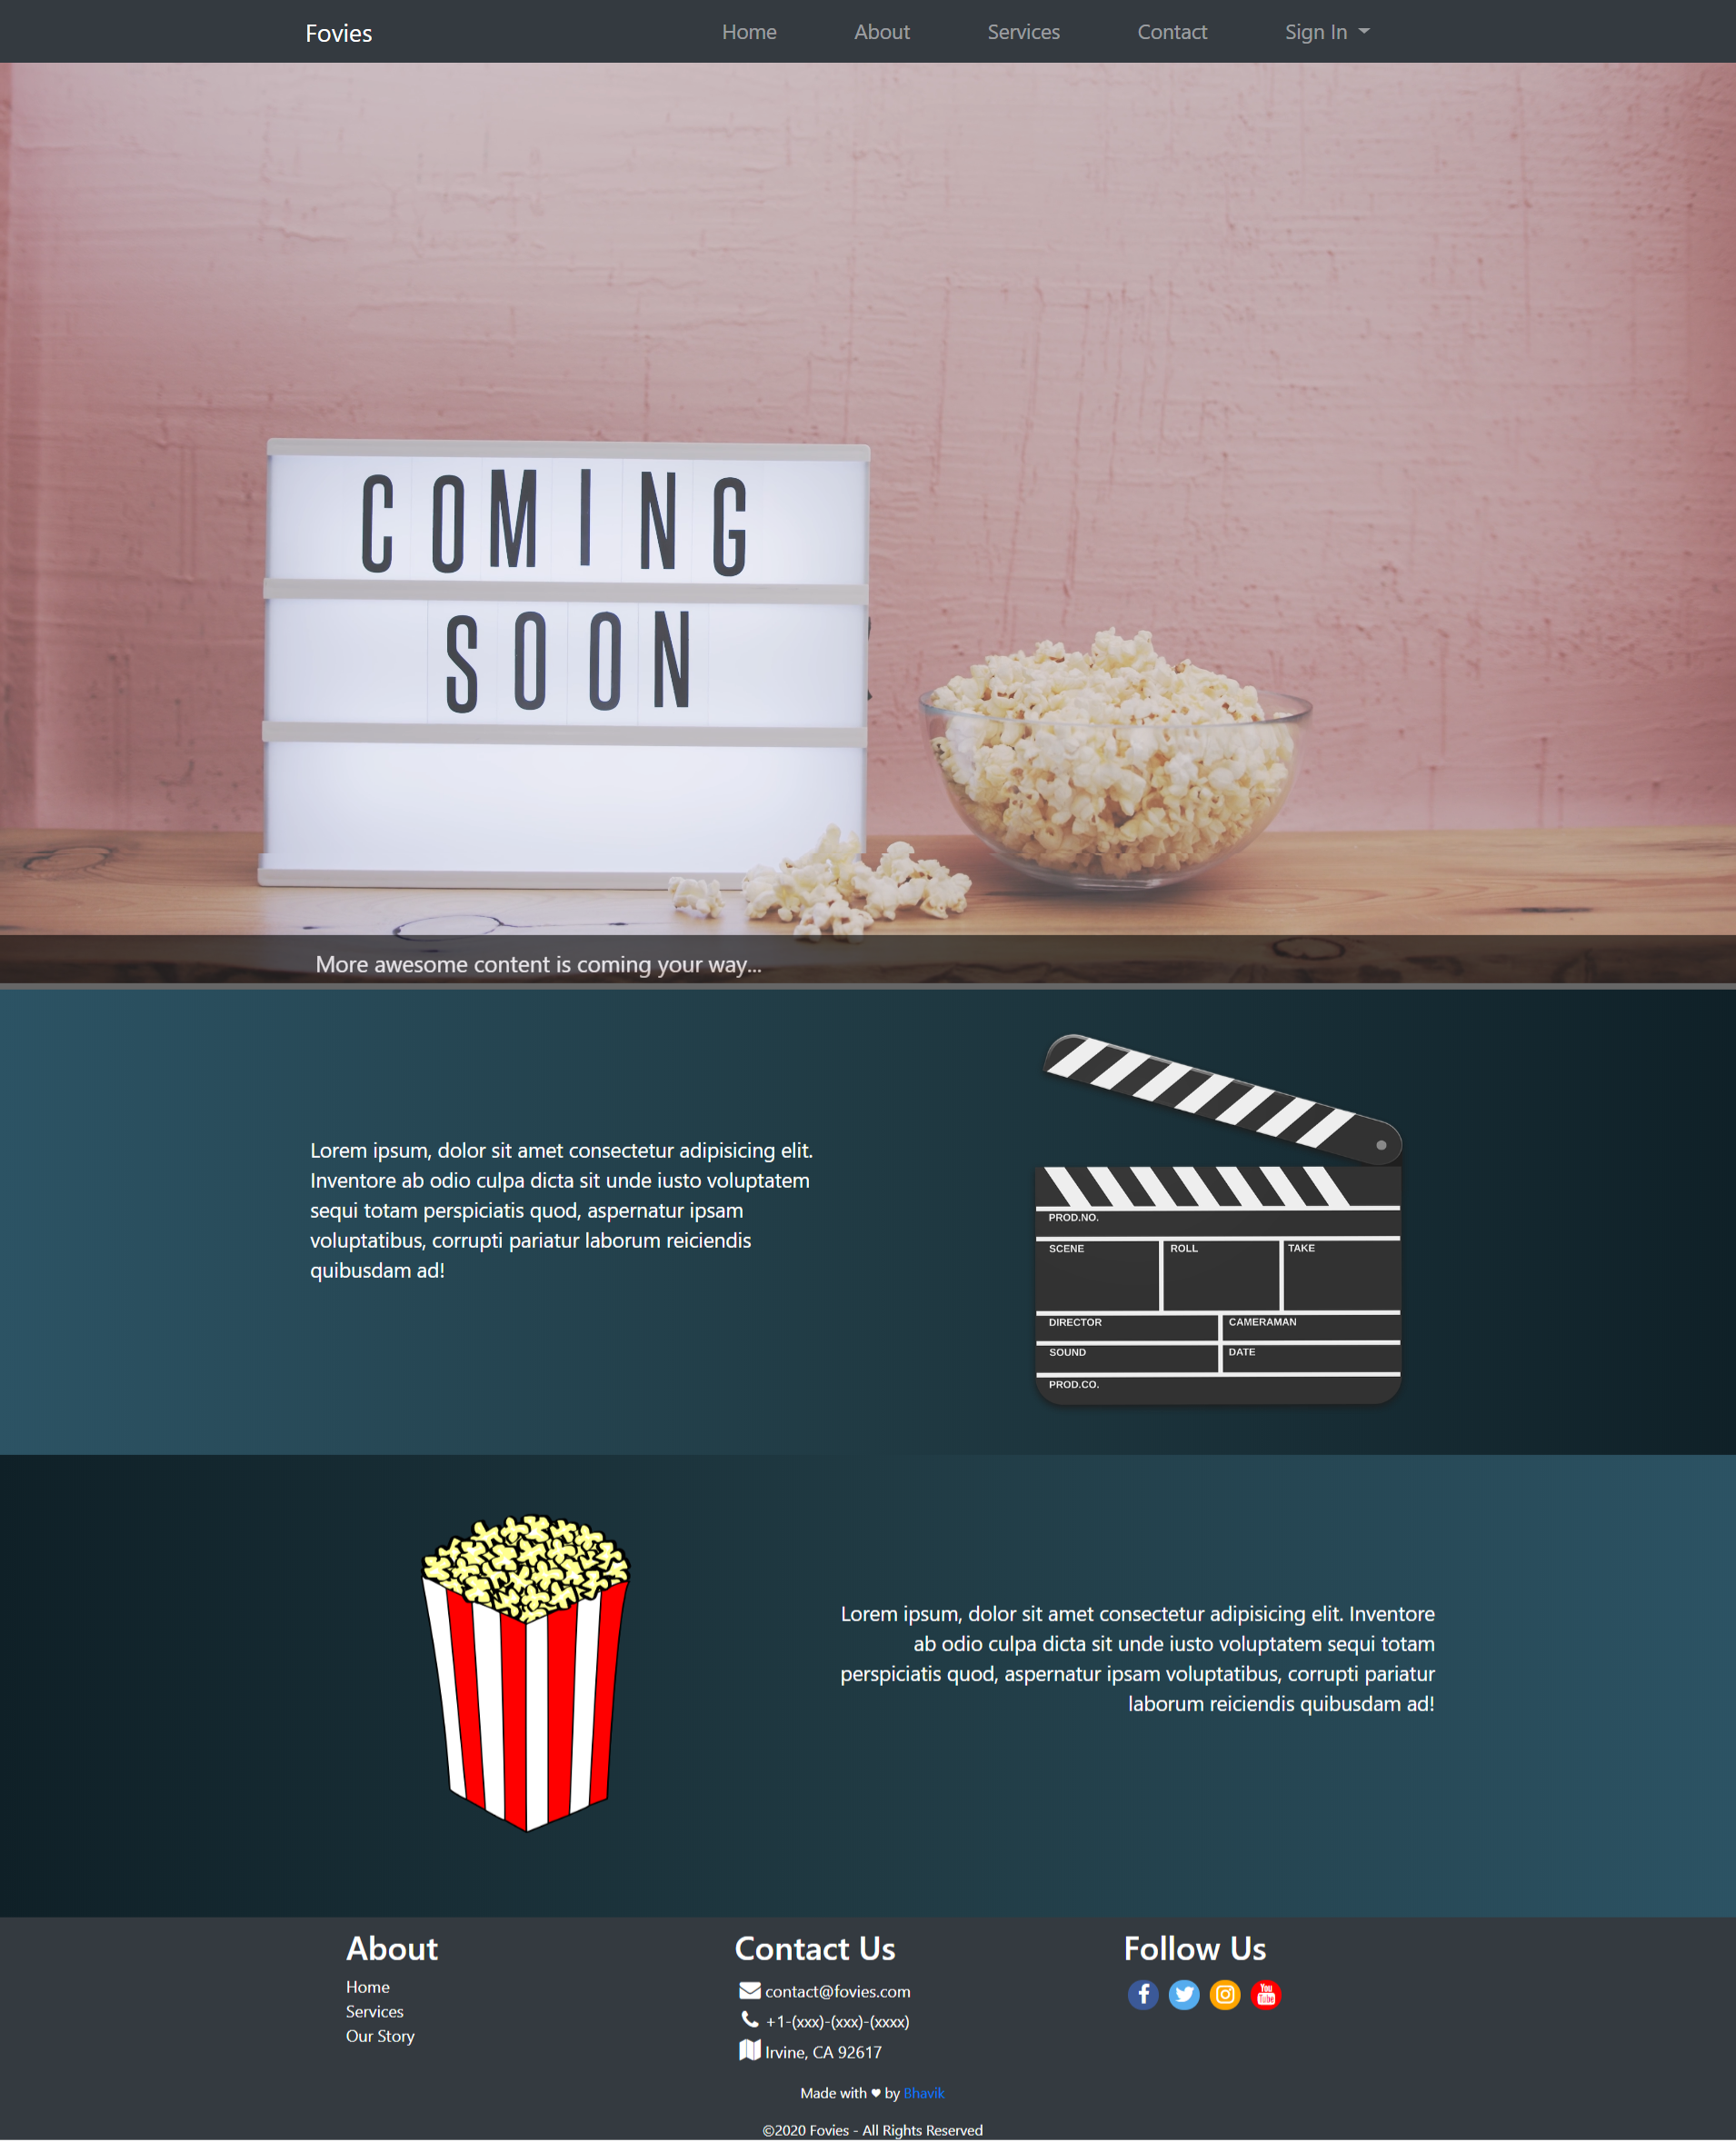 Fovies
Home
About
Services
Contact
Sign In
COMING
SOON
More awesome content is coming your way...
Lorem ipsum, dolor sit amet consectetur adipisicing elit.
Inventore ab odio culpa dicta sit unde iusto voluptatem
sequi totam perspiciatis quod, aspernatur ipsam
voluptatibus, corrupti pariatur laborum reiciendis
quibusdam ad!
PROD.NO.
SCENE
ROLL
TAKE
DIRECTOR
CAMERAMAN
SOUND
DATE
PROD.CO.
Lorem ipsum, dolor sit amet consectetur adipisicing elit. Inventore
ab odio culpa dicta sit unde iusto voluptatem sequi totam
perspiciatis quod, aspernatur ipsam voluptatibus, corrupti pariatur
laborum reiciendis quibusdam ad!
About
Home
Services
Our Story
Contact Us
contact@fovies.com
+1-(xxx)-(xxx)-(xxxx)
Irvine, CA 92617
Follow Us
You
Tube
Made with ♥ by Bhavik
©2020 Fovies - All Rights Reserved